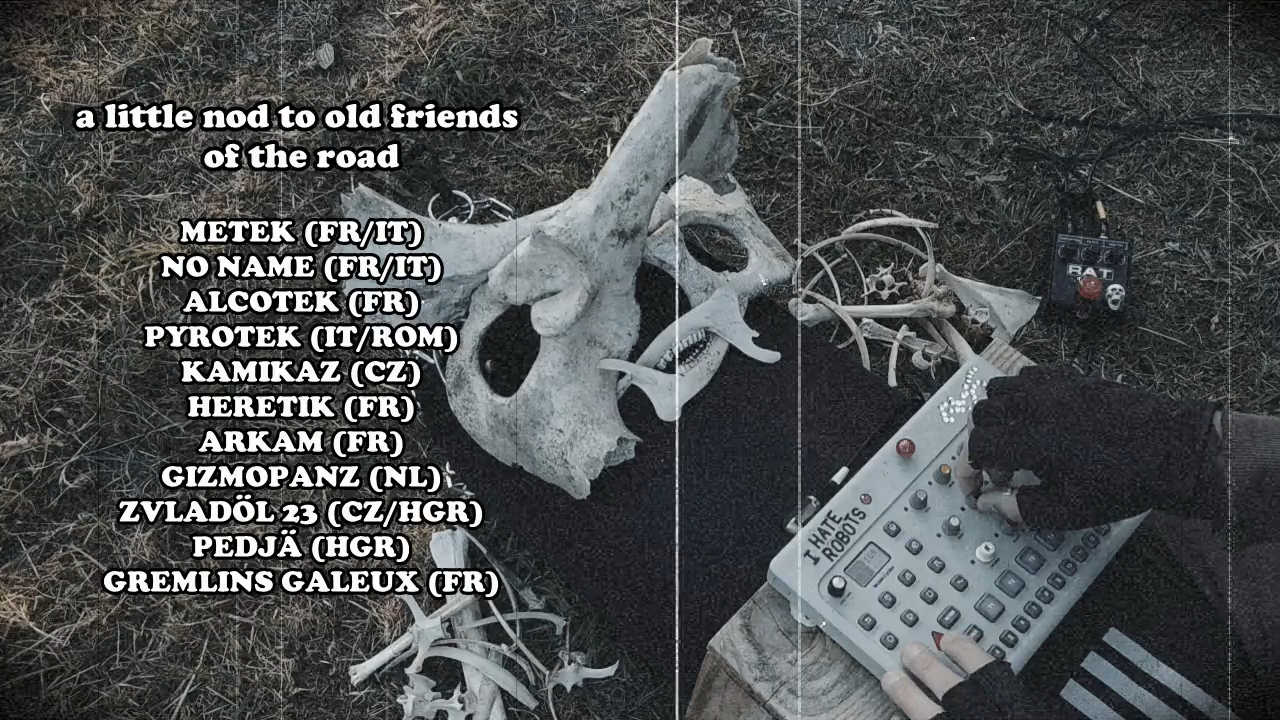 a little nod to old friends
of the road
METEK (FR/IT)
NO NAME (FR/IT)
ALCOTEK (FR)
PYROTEK (IT/ROM)
KAMIKAZ (CZ)
HERETIK (FR)
ARKAM (FR)
GIZMOPANZ (NL)
ZVLADÖL 23 (CZ/HGR)
PEDJÄ (HGR)
GREMLINS GALEUX (FR)
RAT
I HATE
ROBOTS